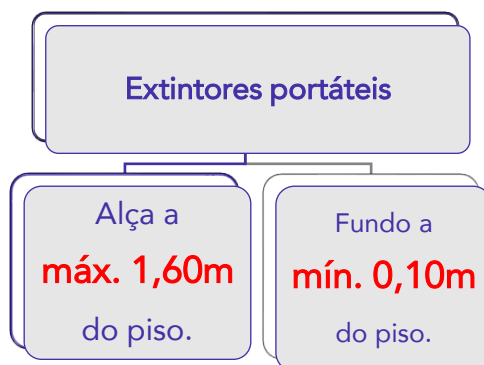 Extintores portáteis
Alça a
máx. 1,60m
do piso.
Fundo a
mín. 0,10m
do piso.